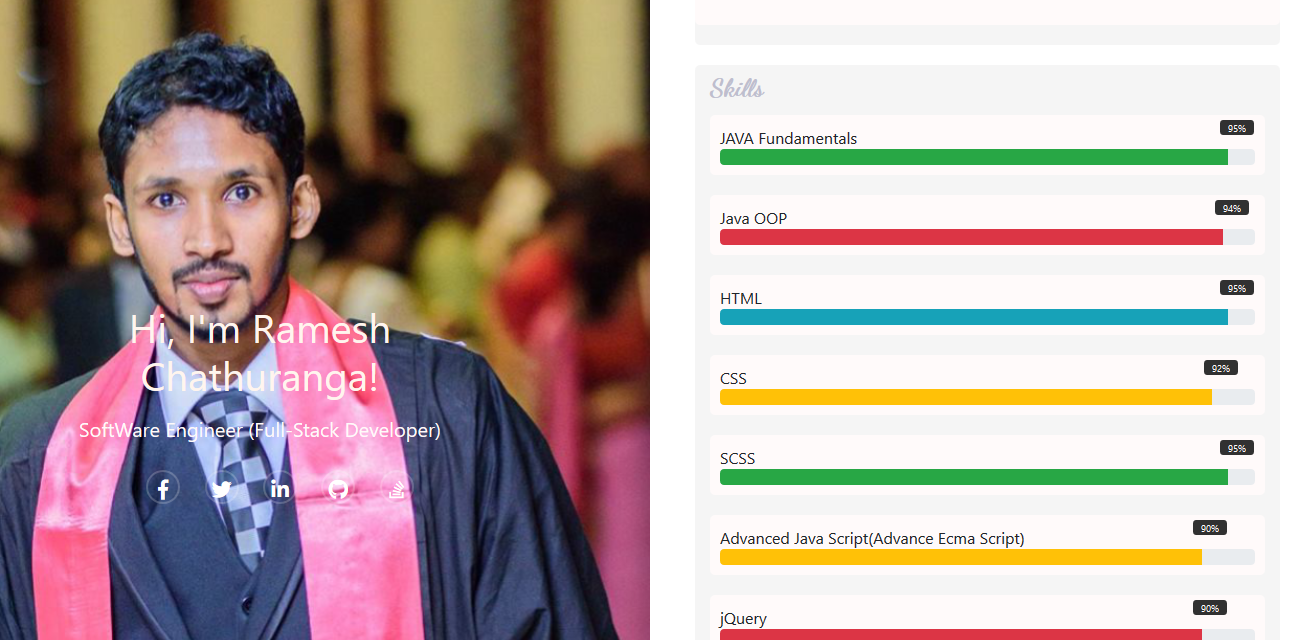 Hi, I'm Ramesh
Chathuranga!
SoftWare Engineer (Full-Stack Developer)
Skills
95%
JAVA Fundamentals
94%
Java OOP
95%
HTML
92%
CSS
95%
SCSS
90%
Advanced Java Script(Advance Ecma Script)
90%
jQuery